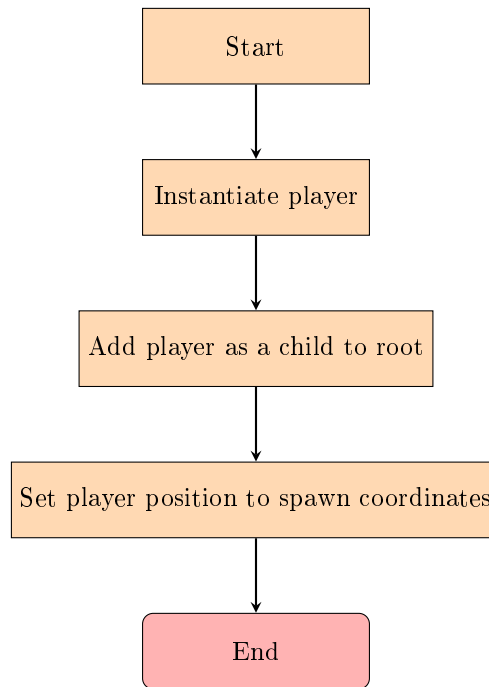 Start
Instantiate player
Add player as a child to root
Set player position to spawn coordinates
End